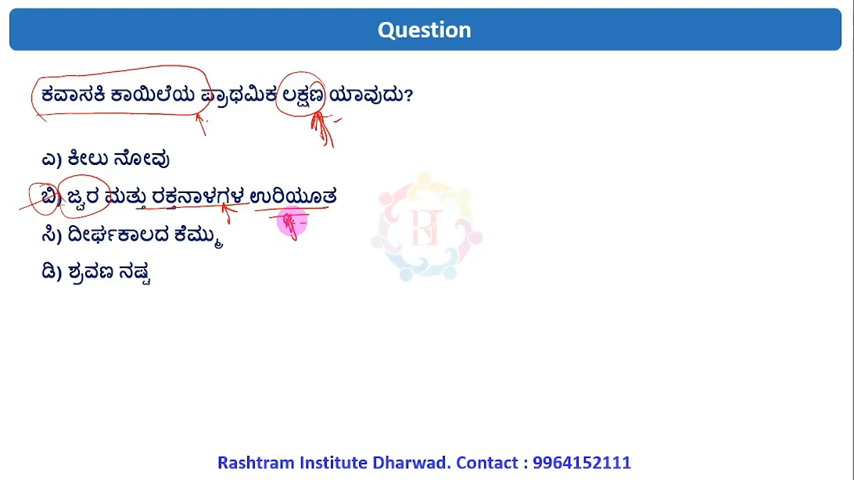 Question
ಕವಾಸಕಿ ಕಾಯಿಲೆಯ ಪ್ರಾಥಮಿಕ ಲಕ್ಷಣ ಯಾವುದು?
ಎ) ಕೀಲು ನೋವು
ಬಿ) ಜ್ವರ ಮತ್ತು ರಕ್ತನಾಳಗಳ ಉರಿಯೂತ
ಸಿ) ದೀರ್ಘಕಾಲದ ಕೆಮ್ಮು
ಡಿ) ಶ್ರವಣ ನಷ್ಟ
Rashtram Institute Dharwad. Contact : 9964152111